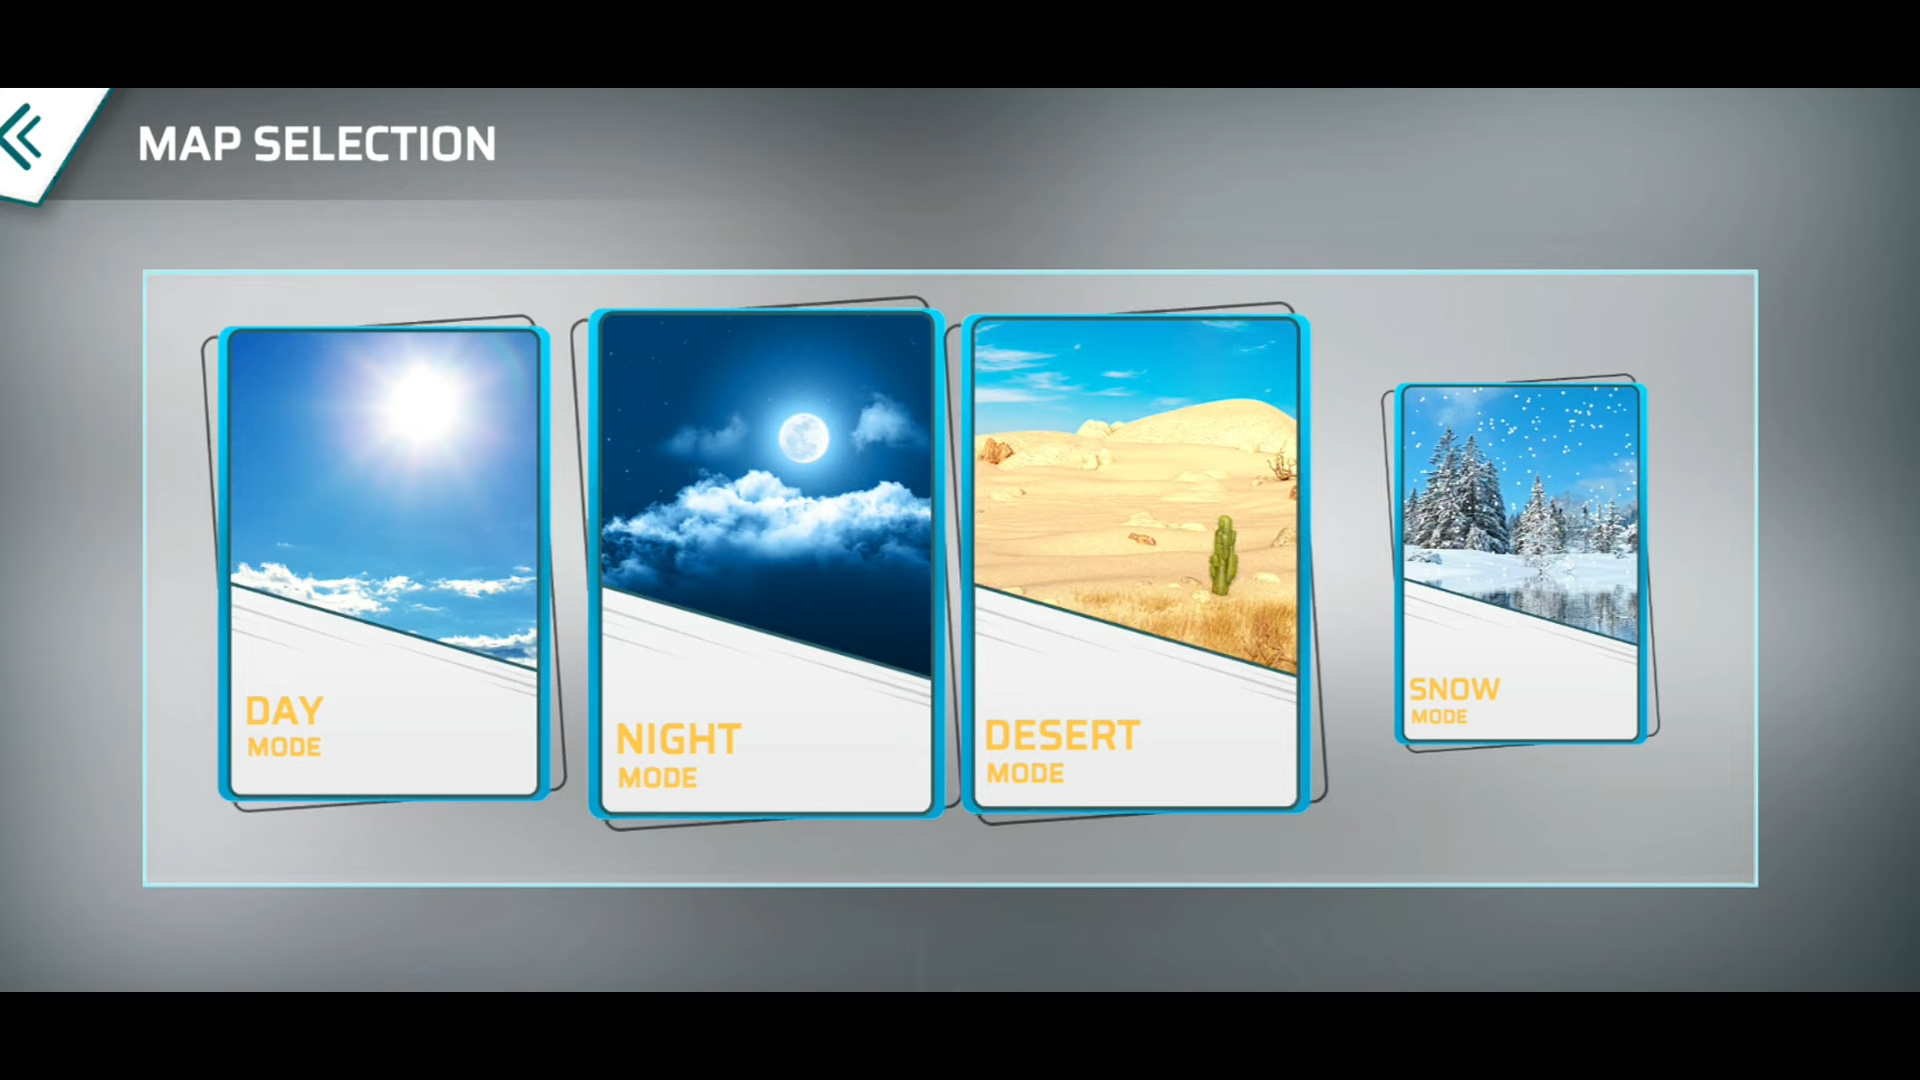 MAP SELECTION
DAY
MODE
NIGHT
MODE
DESERT
MODE
SNOW
MODE